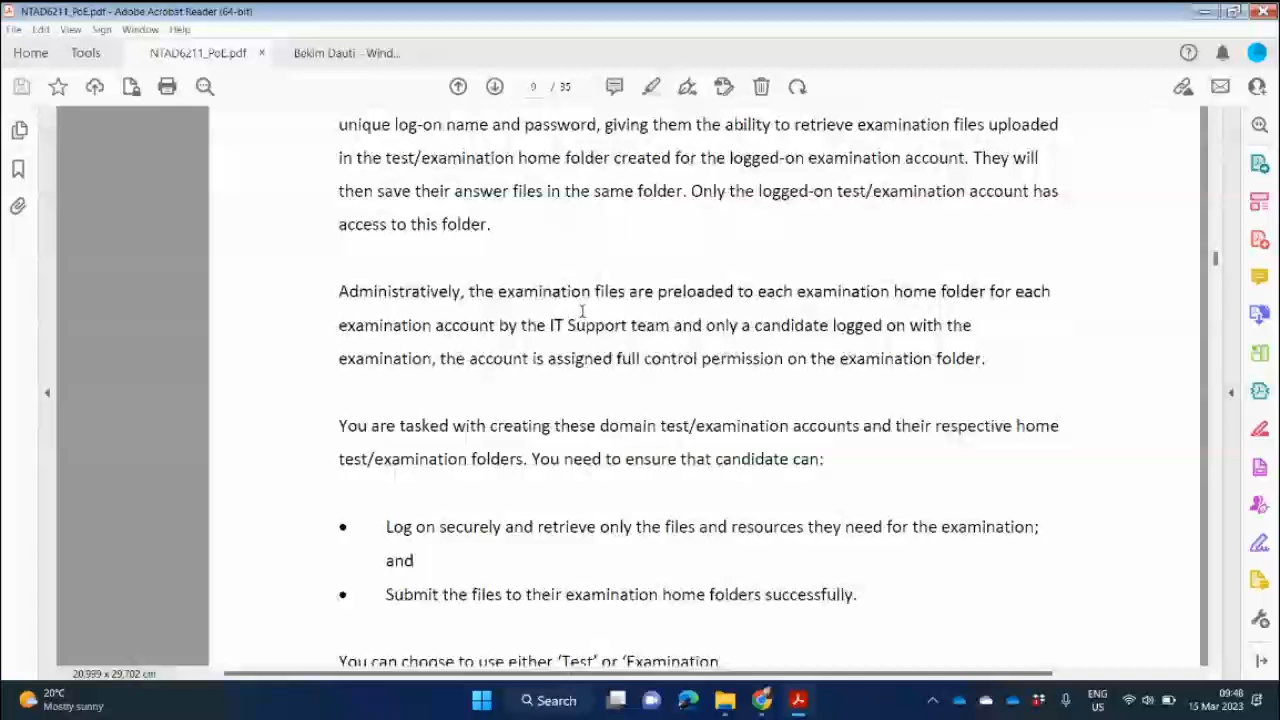 NTAD6211_PoE.pdf - Adobe Acrobat Reader (64-bit)
File Edit View Sign Window Help
Home Tools NTAD6211_PoE.pdf × Bekim Dauti - Wind...
9 / 35
unique log-on name and password, giving them the ability to retrieve examination files uploaded
in the test/examination home folder created for the logged-on examination account. They will
then save their answer files in the same folder. Only the logged-on test/examination account has
access to this folder.
Administratively, the examination files are preloaded to each examination home folder for each
examination account by the IT Support team and only a candidate logged on with the
examination, the account is assigned full control permission on the examination folder.
You are tasked with creating these domain test/examination accounts and their respective home
test/examination folders. You need to ensure that candidate can:
• Log on securely and retrieve only the files and resources they need for the examination;
and
• Submit the files to their examination home folders successfully.
You can choose to use either ‘Test’ or ‘Examination
20,999 x 29,702 cm
20°C
Mostly sunny
Search
ENG
US
09:48
15 Mar 2023